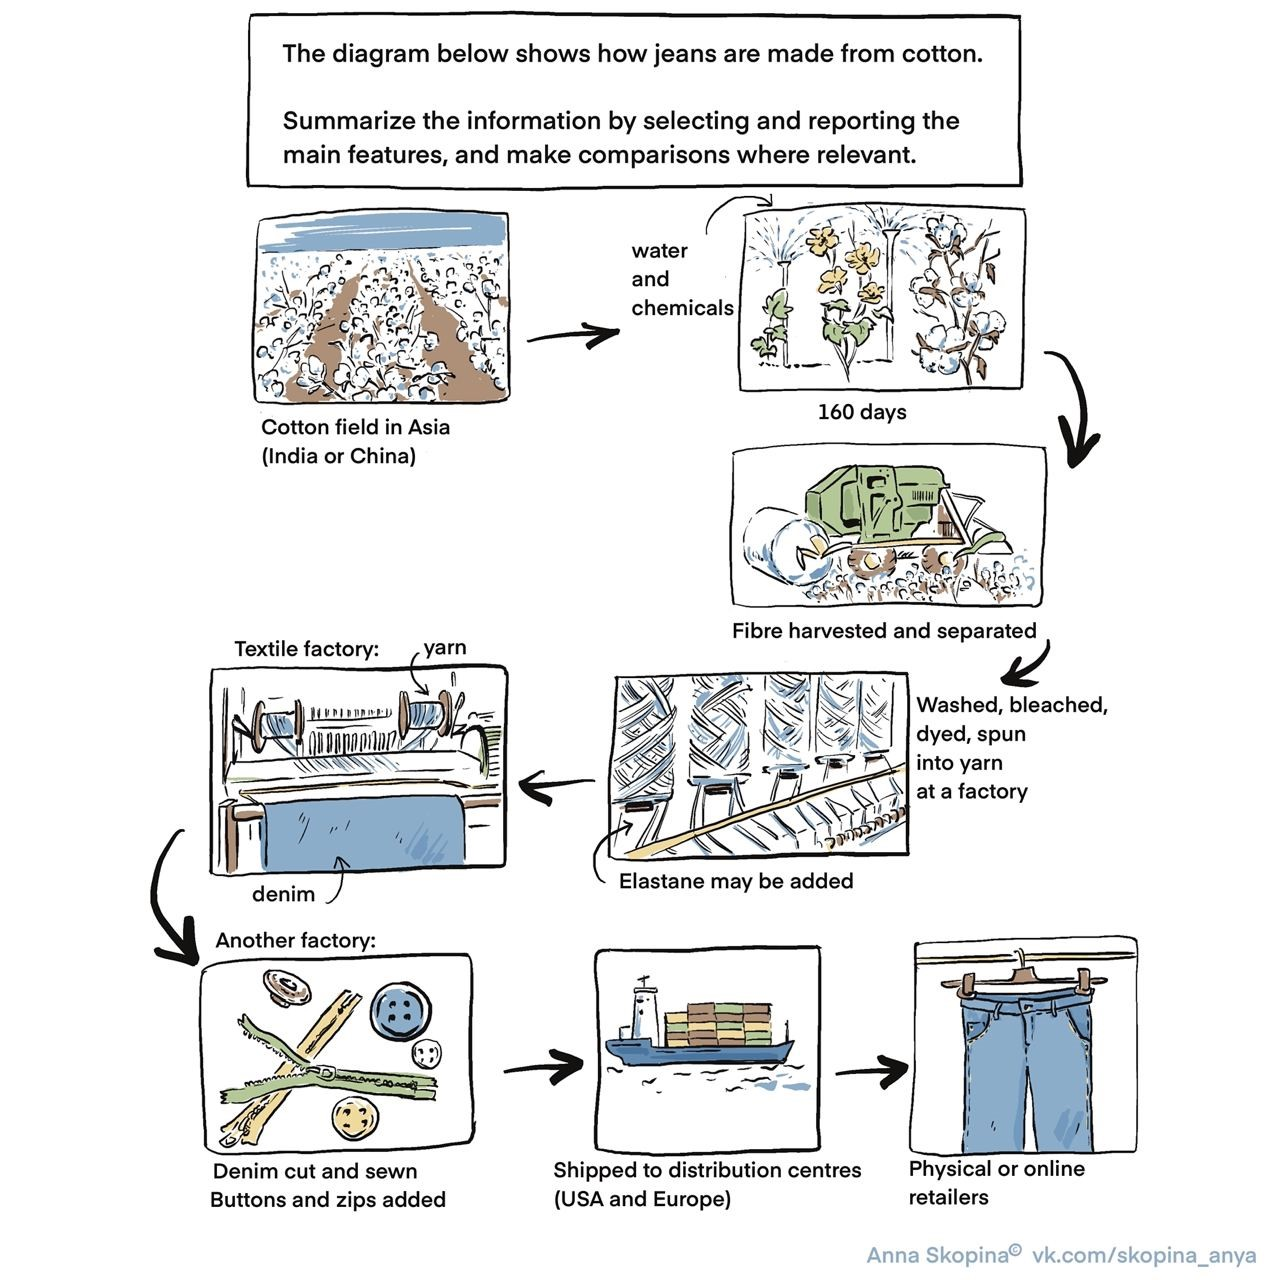 The diagram below shows how jeans are made from cotton.
Summarize the information by selecting and reporting the
main features, and make comparisons where relevant.
water
and
chemicals
Cotton field in Asia
(India or China)
160 days
Fibre harvested and separated
Washed, bleached,
dyed, spun
into yarn
at a factory
Elastane may be added
Textile factory:
yarn
denim
Another factory:
Denim cut and sewn
Buttons and zips added
Shipped to distribution centres
(USA and Europe)
Physical or online
retailers
Anna Skopina© vk.com/skopina_anya